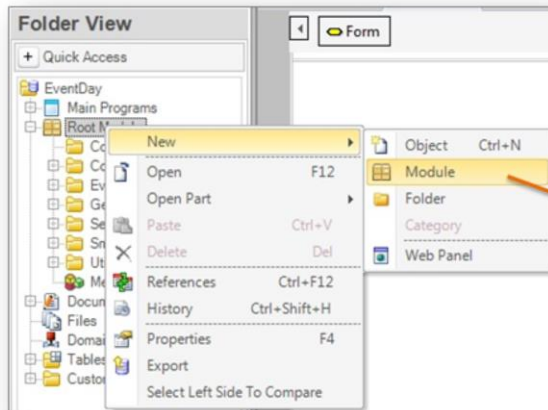 Folder View
Form
Quick Access
EventDay
Main Programs
Root
New
Open F12
Open Part
Paste Ctrl+V
Delete Del
References Ctrl+F12
History Ctrl+Shift+H
Properties F4
Export
Select Left Side To Compare
Object Ctrl+N
Module
Folder
Category
Web Panel
Files
Tables